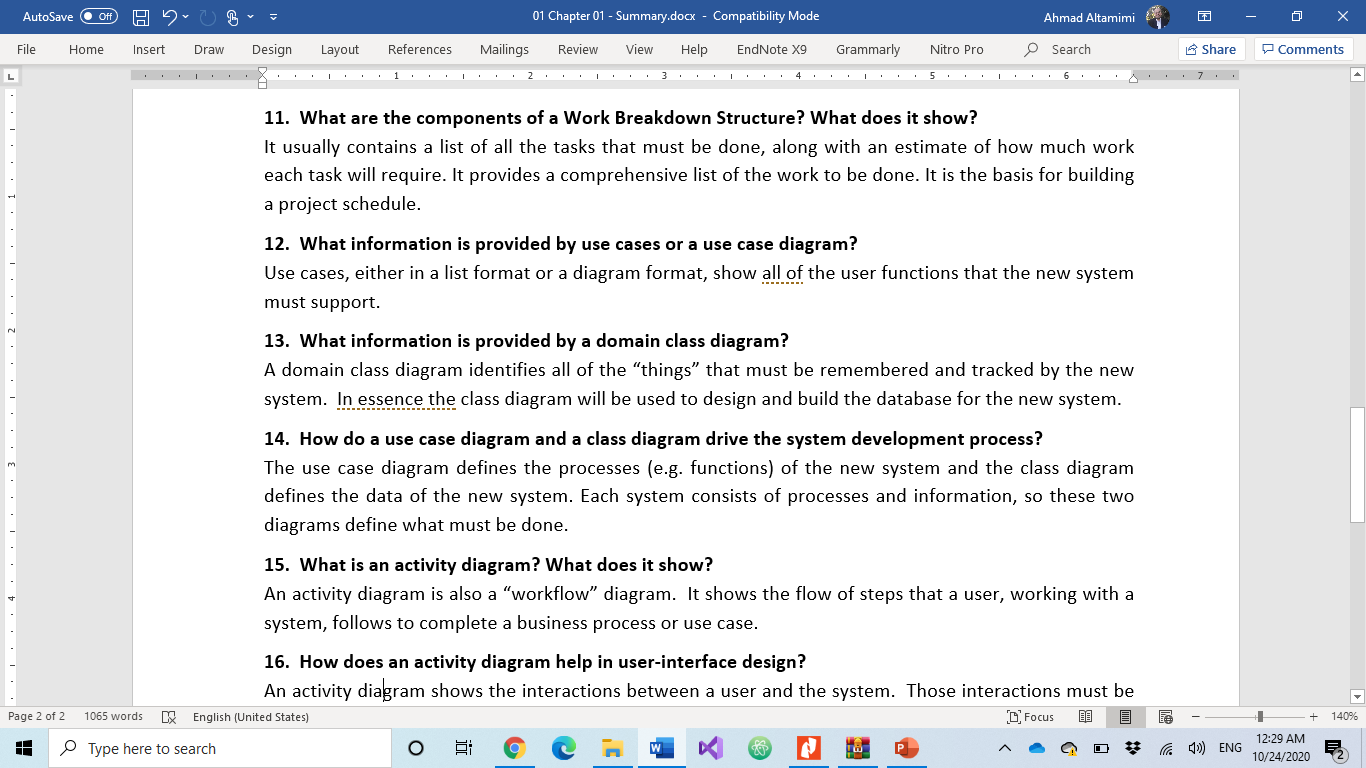 AutoSave Off
01 Chapter 01 - Summary.docx - Compatibility Mode
Ahmad Altamimi
File Home Insert Draw Design Layout References Mailings Review View Help EndNote X9 Grammarly Nitro Pro Search Share Comments
1 2 3 4 5 6 7
11. What are the components of a Work Breakdown Structure? What does it show?
It usually contains a list of all the tasks that must be done, along with an estimate of how much work
each task will require. It provides a comprehensive list of the work to be done. It is the basis for building
a project schedule.
12. What information is provided by use cases or a use case diagram?
Use cases, either in a list format or a diagram format, show all of the user functions that the new system
must support.
13. What information is provided by a domain class diagram?
A domain class diagram identifies all of the “things” that must be remembered and tracked by the new
system. In essence the class diagram will be used to design and build the database for the new system.
14. How do a use case diagram and a class diagram drive the system development process?
The use case diagram defines the processes (e.g. functions) of the new system and the class diagram
defines the data of the new system. Each system consists of processes and information, so these two
diagrams define what must be done.
15. What is an activity diagram? What does it show?
An activity diagram is also a “workflow” diagram. It shows the flow of steps that a user, working with a
system, follows to complete a business process or use case.
16. How does an activity diagram help in user-interface design?
An activity diagram shows the interactions between a user and the system. Those interactions must be
1
2
3
4
Page 2 of 2 1065 words English (United States) Focus 140%
Type here to search
ENG
12:29 AM
10/24/2020
2